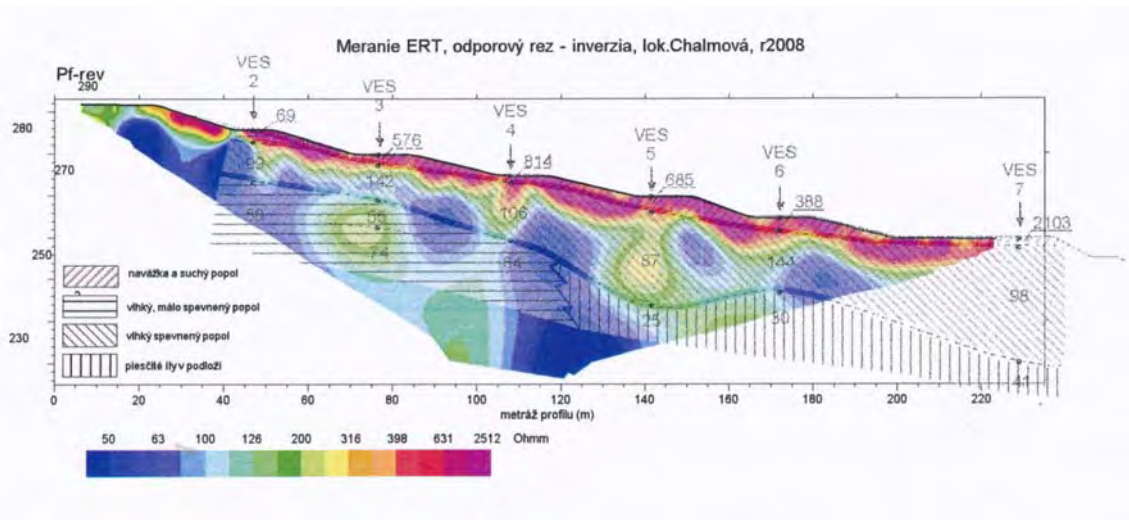 Meranie ERT, odporový rez - inverzia, lok.Chalmová, r2008
Pf-rev
290
280
270
250
230
VES
2
VES
3
VES
4
VES
5
VES
6
VES
7
69
576
814
685
388
2103
142
106
87
144
98
74
64
25
30
41
navážka a suchý popol
vlhký, málo spevnený popol
vlhký spevnený popol
piesčité íly v podloží
0 20 40 60 80 100 120 140 160 180 200 220
metráž profilu (m)
50 63 100 126 200 316 398 631 2512 Ohmm